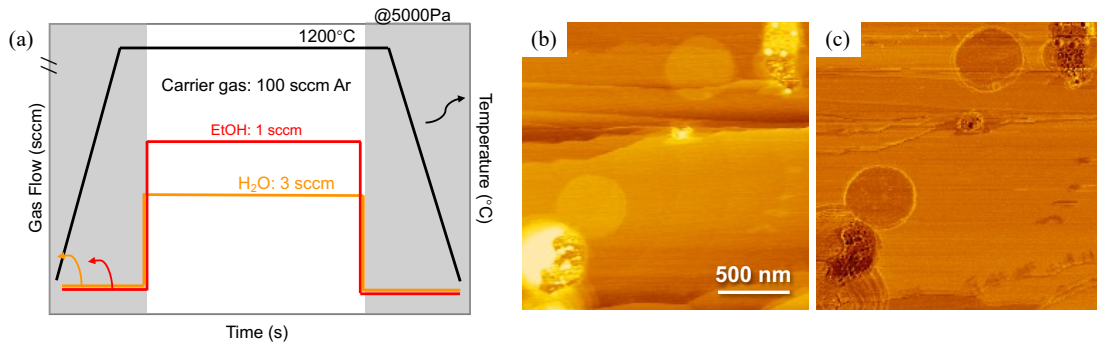 (a)
@5000Pa
1200°C
Carrier gas: 100 sccm Ar
EtOH: 1 sccm
H₂O: 3 sccm
Gas Flow (sccm)
Temperature (°C)
Time (s)
(b)
500 nm
(c)